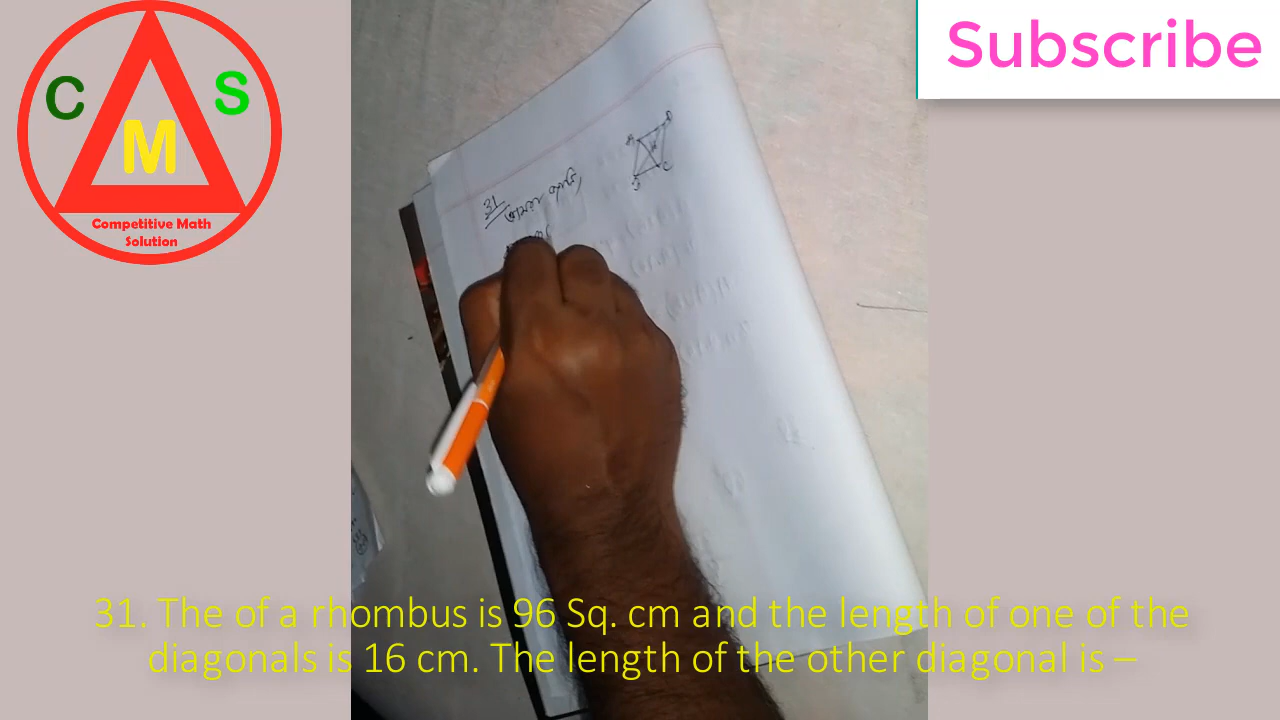 C
S
M
Competitive Math
Solution
Subscribe
31
31. The of a rhombus is 96 Sq. cm and the length of one of the
diagonals is 16 cm. The length of the other diagonal is –